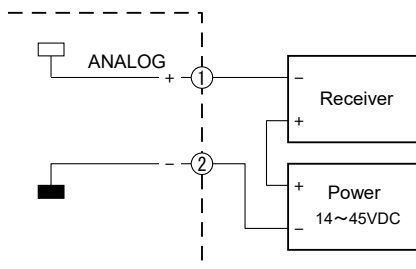 ANALOG + ① −
Receiver
+
− ② +
Power
14～45VDC
−